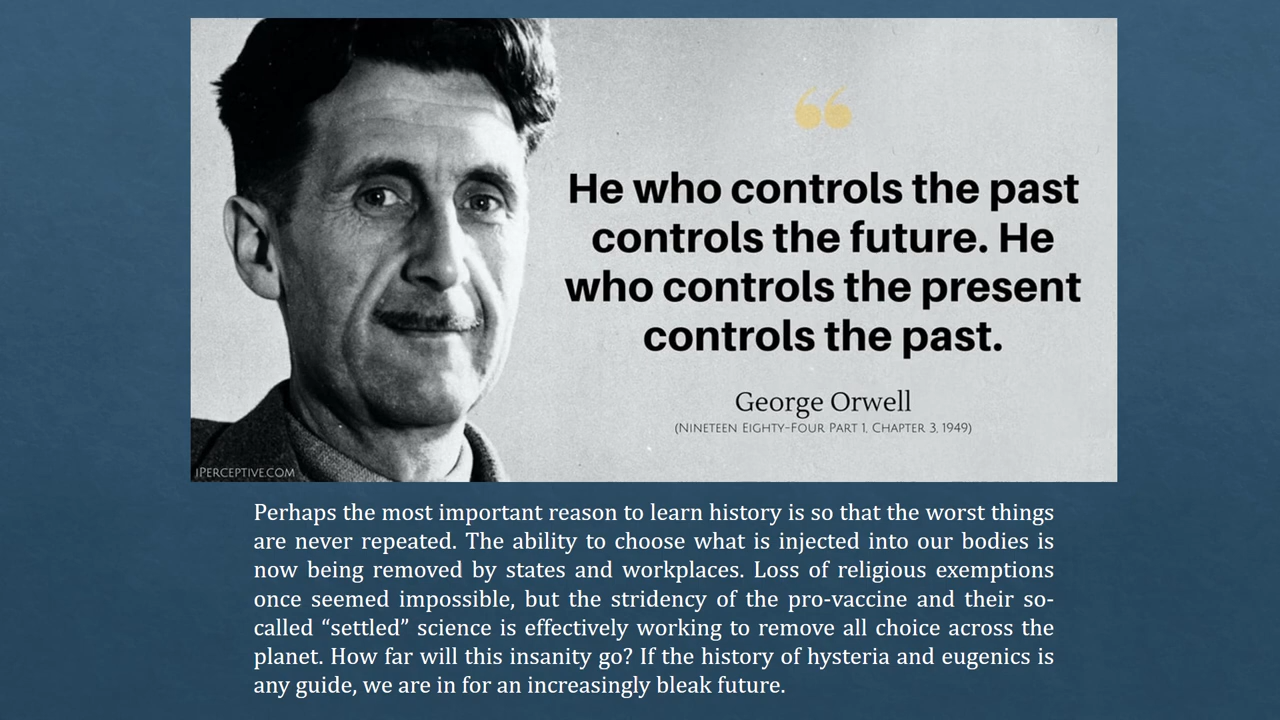 “
He who controls the past
controls the future. He
who controls the present
controls the past.
George Orwell
(Nineteen Eighty-Four Part 1, Chapter 3, 1949)
iPerceptive.com
Perhaps the most important reason to learn history is so that the worst things
are never repeated. The ability to choose what is injected into our bodies is
now being removed by states and workplaces. Loss of religious exemptions
once seemed impossible, but the stridency of the pro-vaccine and their so-
called “settled” science is effectively working to remove all choice across the
planet. How far will this insanity go? If the history of hysteria and eugenics is
any guide, we are in for an increasingly bleak future.